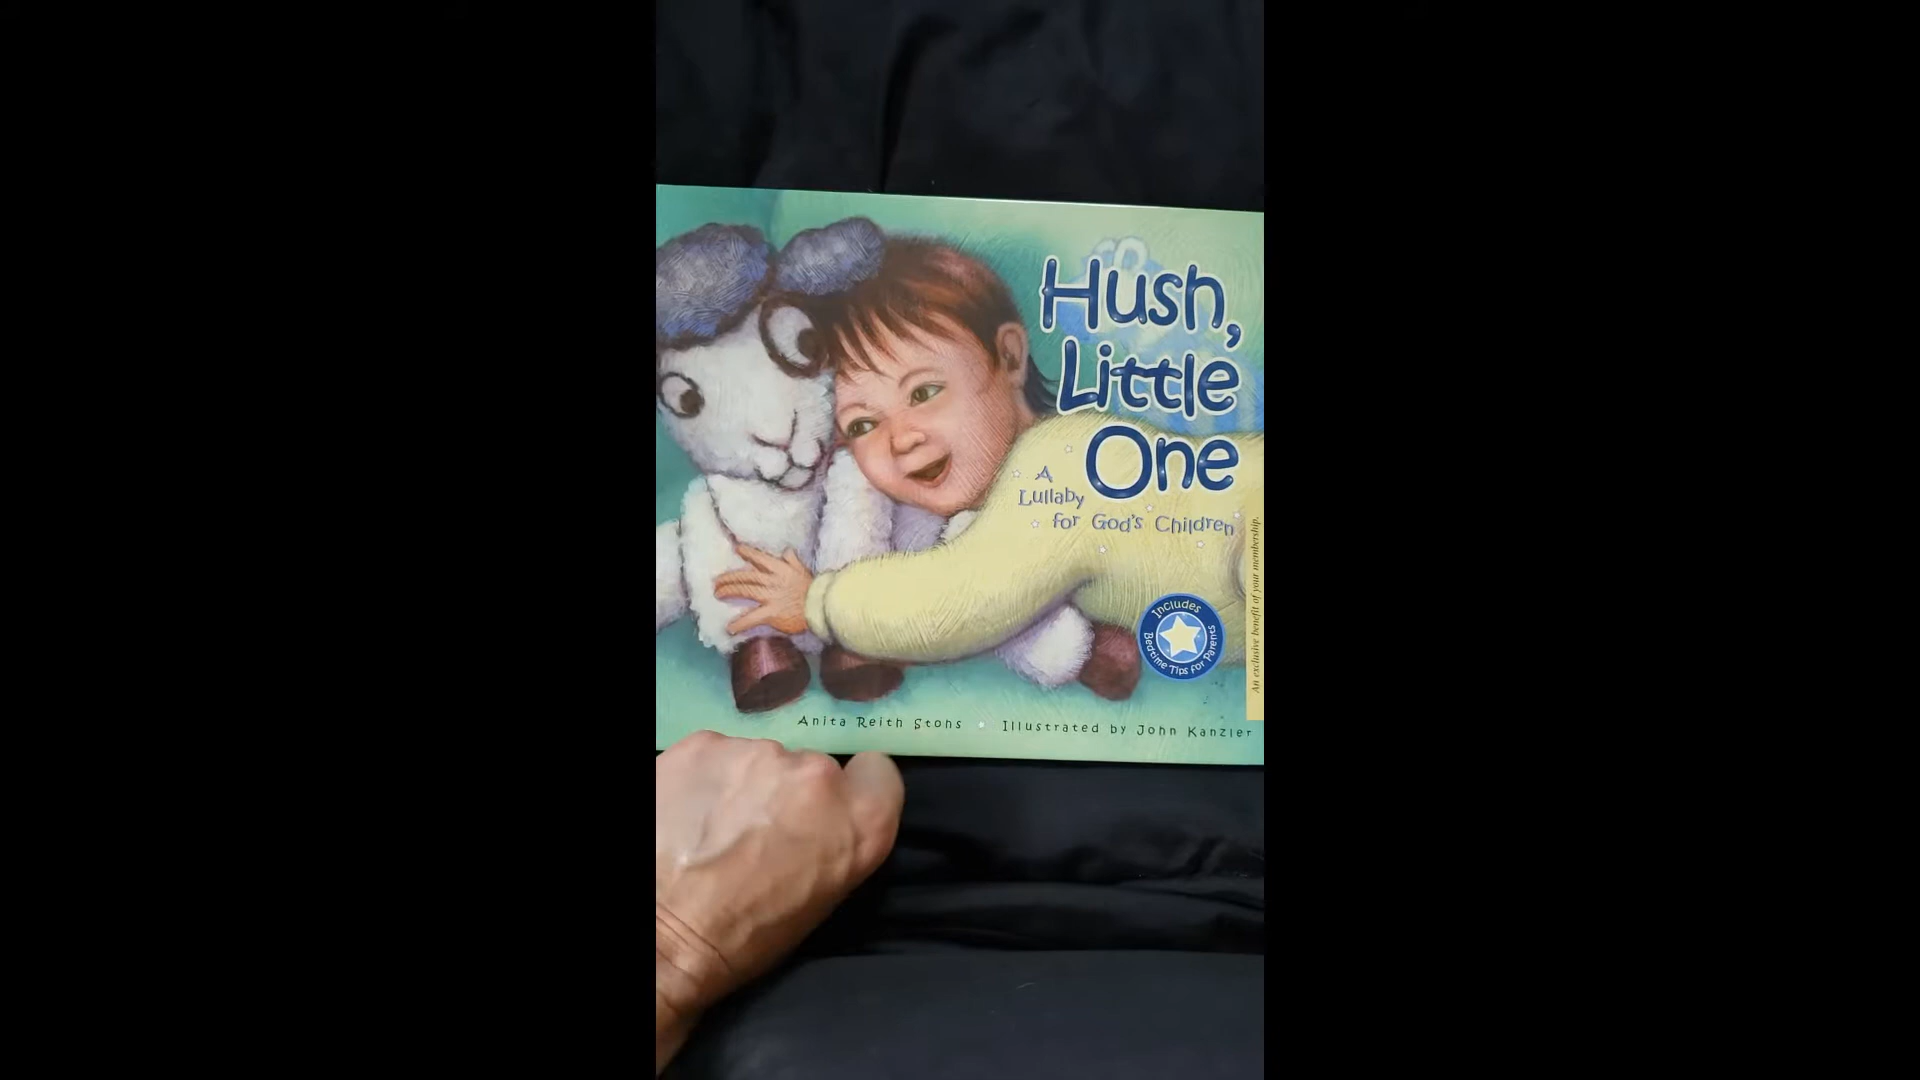 Hush,
Little
One
A
Lullaby
for God's Children
An exclusive benefit of your membership.
Includes
Bedtime Tips for Parents
Anita Reith Stohs • Illustrated by John Kanzler